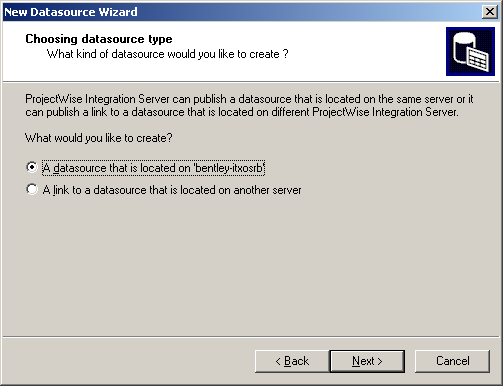 New Datasource Wizard
Choosing datasource type
What kind of datasource would you like to create ?
ProjectWise Integration Server can publish a datasource that is located on the same server or it
can publish a link to a datasource that is located on different ProjectWise Integration Server.
What would you like to create?
A datasource that is located on 'bentley-itxosrb'
A link to a datasource that is located on another server
< Back
Next >
Cancel